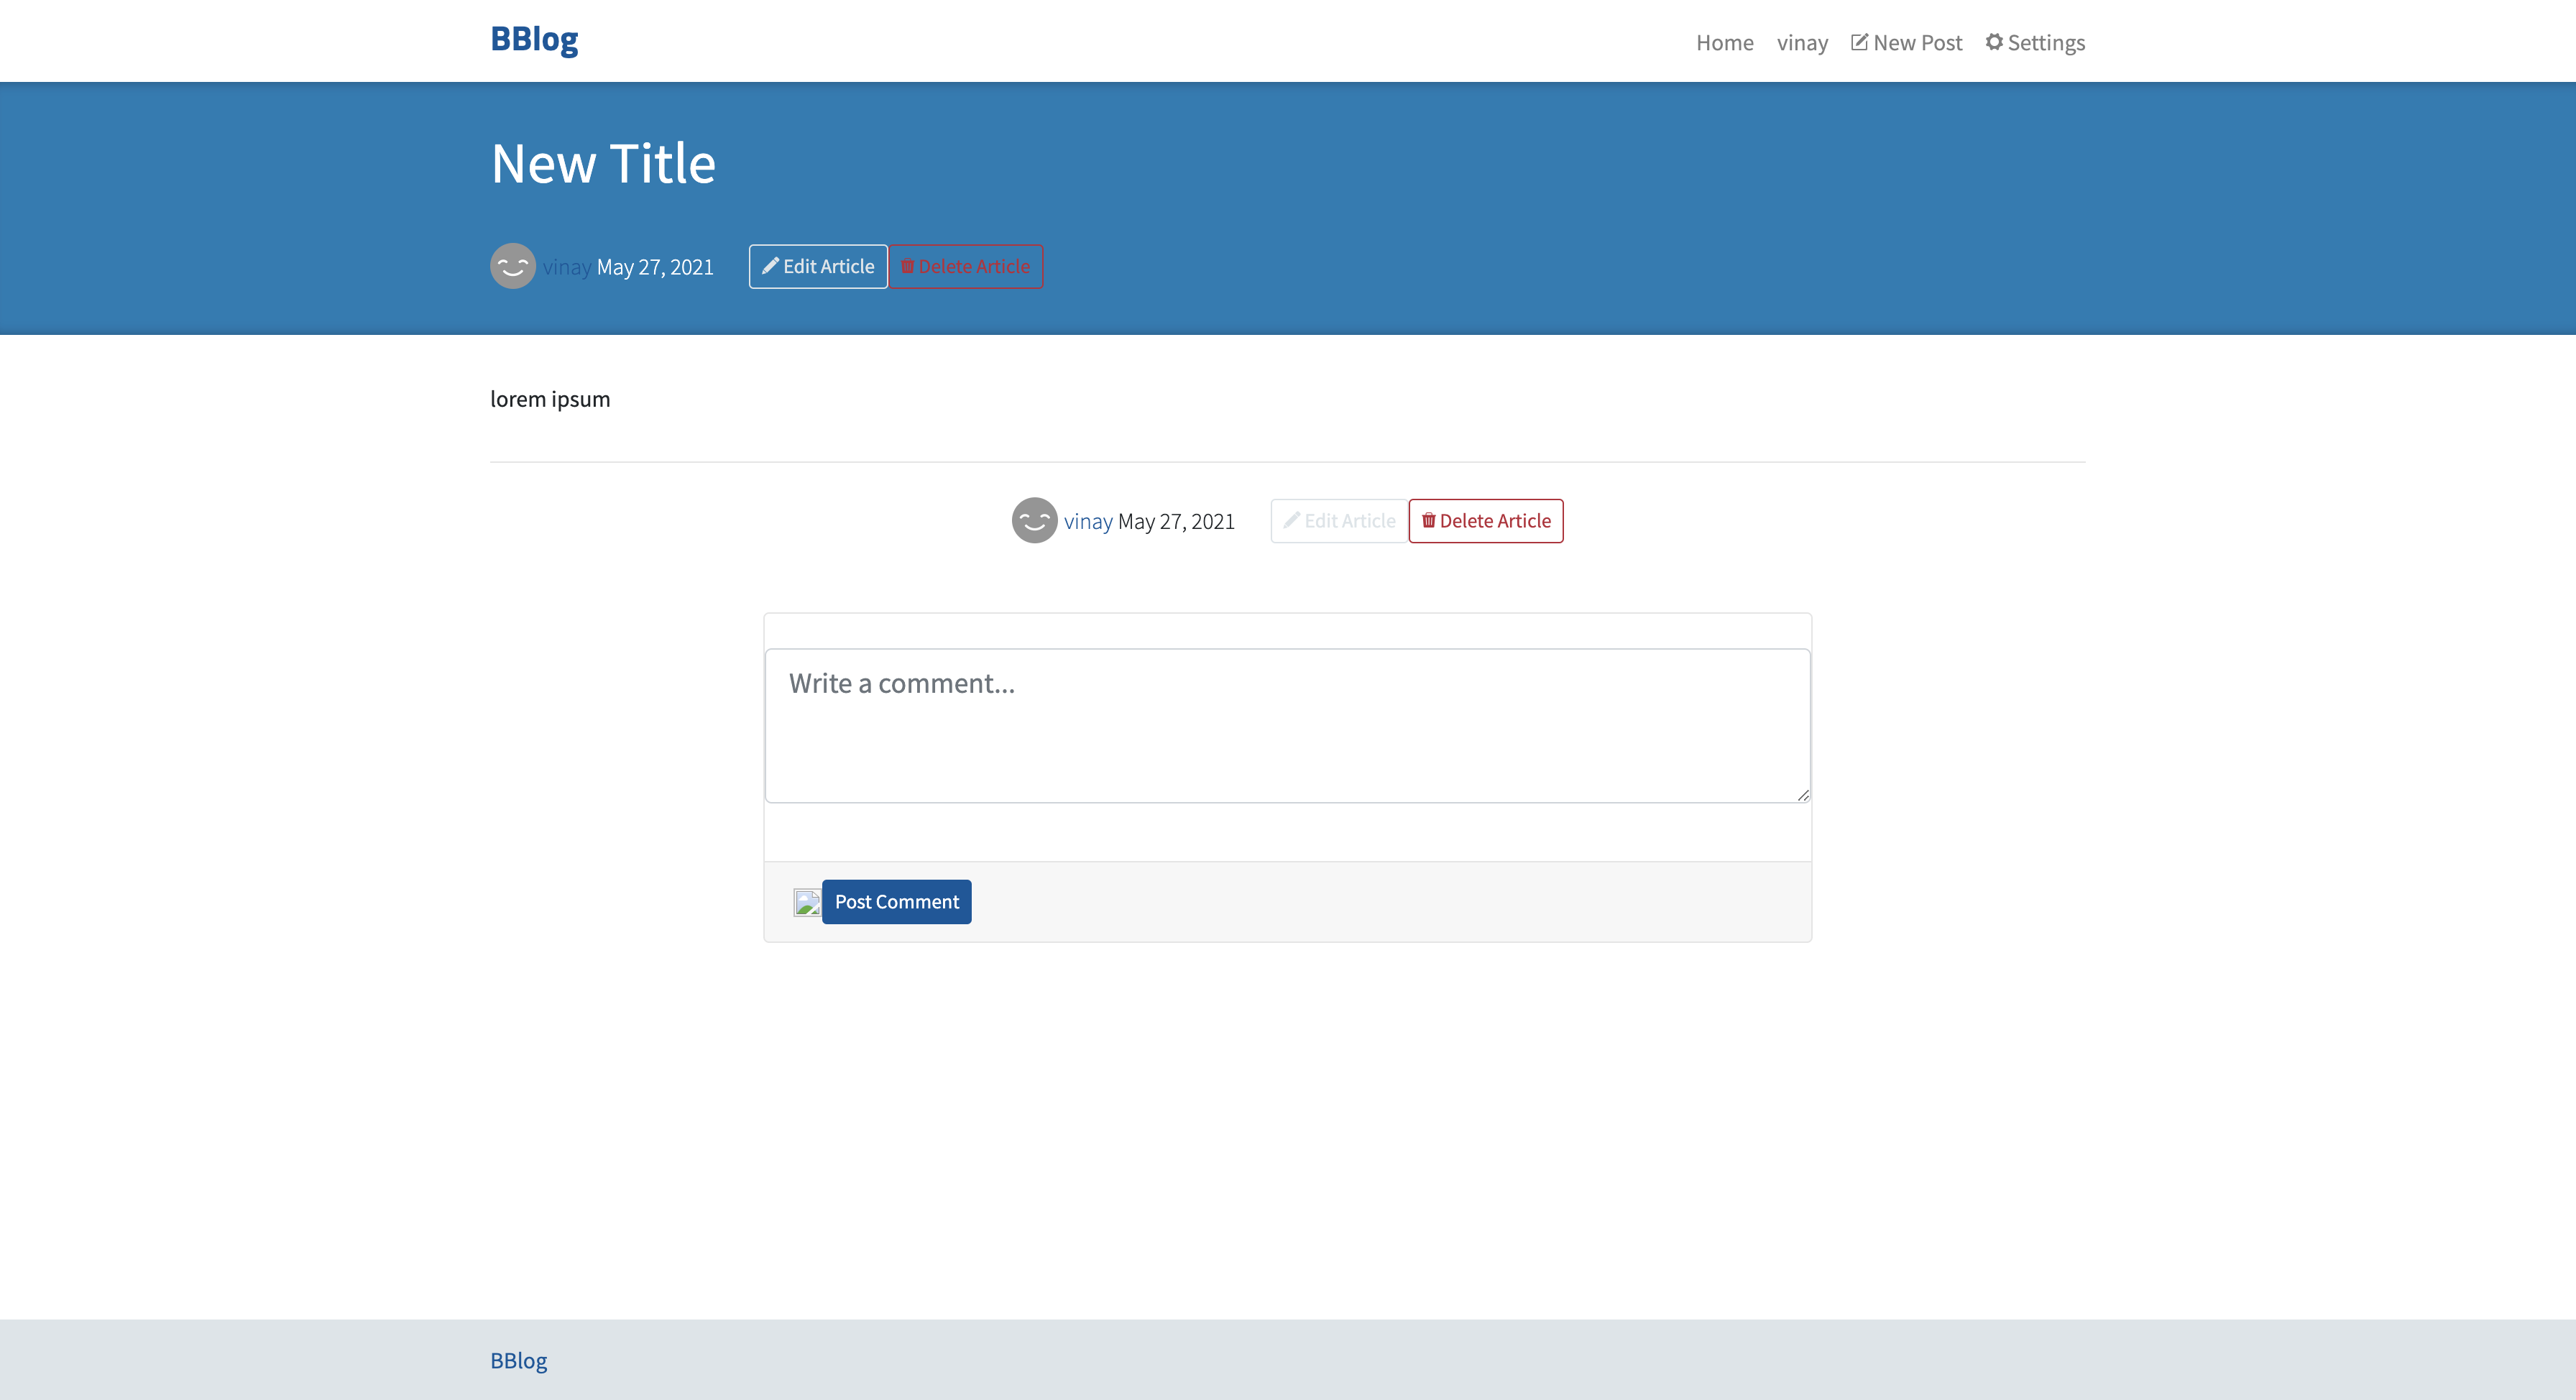 BBlog
Home vinay New Post Settings
New Title
vinay May 27, 2021 Edit Article Delete Article
lorem ipsum
vinay May 27, 2021 Edit Article Delete Article
Write a comment...
Post Comment
BBlog